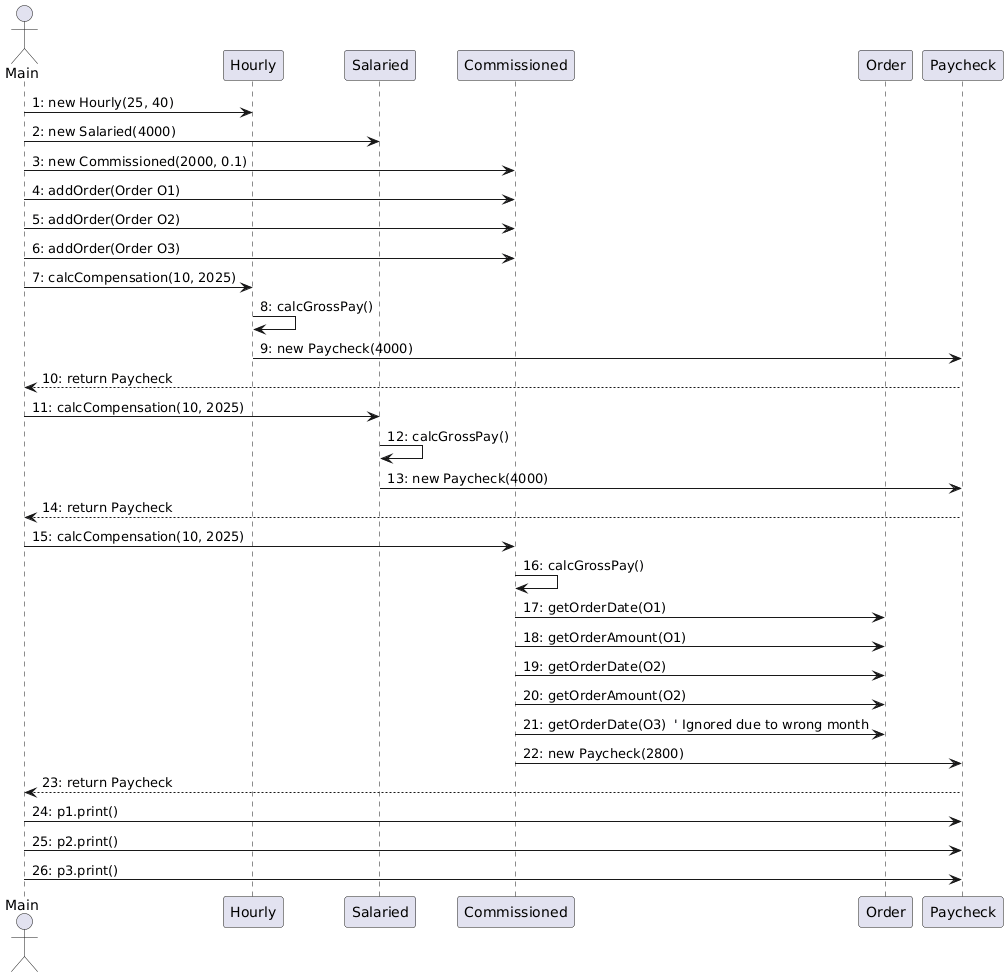 Main
Hourly
Salaried
Commissioned
Order
Paycheck
1: new Hourly(25, 40)
2: new Salaried(4000)
3: new Commissioned(2000, 0.1)
4: addOrder(Order O1)
5: addOrder(Order O2)
6: addOrder(Order O3)
7: calcCompensation(10, 2025)
8: calcGrossPay()
9: new Paycheck(4000)
10: return Paycheck
11: calcCompensation(10, 2025)
12: calcGrossPay()
13: new Paycheck(4000)
14: return Paycheck
15: calcCompensation(10, 2025)
16: calcGrossPay()
17: getOrderDate(O1)
18: getOrderAmount(O1)
19: getOrderDate(O2)
20: getOrderAmount(O2)
21: getOrderDate(O3)  ' Ignored due to wrong month
22: new Paycheck(2800)
23: return Paycheck
24: p1.print()
25: p2.print()
26: p3.print()
Main
Hourly
Salaried
Commissioned
Order
Paycheck